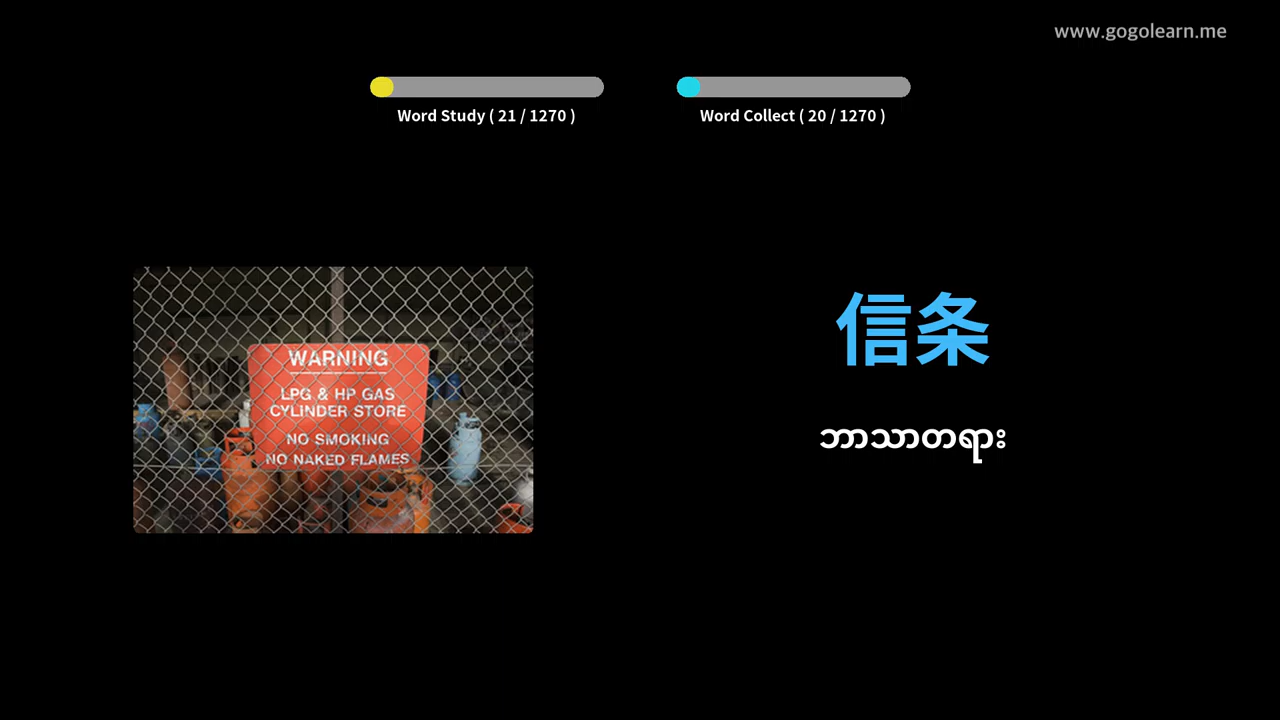 www.gogolearn.me
Word Study ( 21 / 1270 )
Word Collect ( 20 / 1270 )
WARNING
LPG & HP GAS
CYLINDER STORE
NO SMOKING
NO NAKED FLAMES
信条
ဘာသာတရား